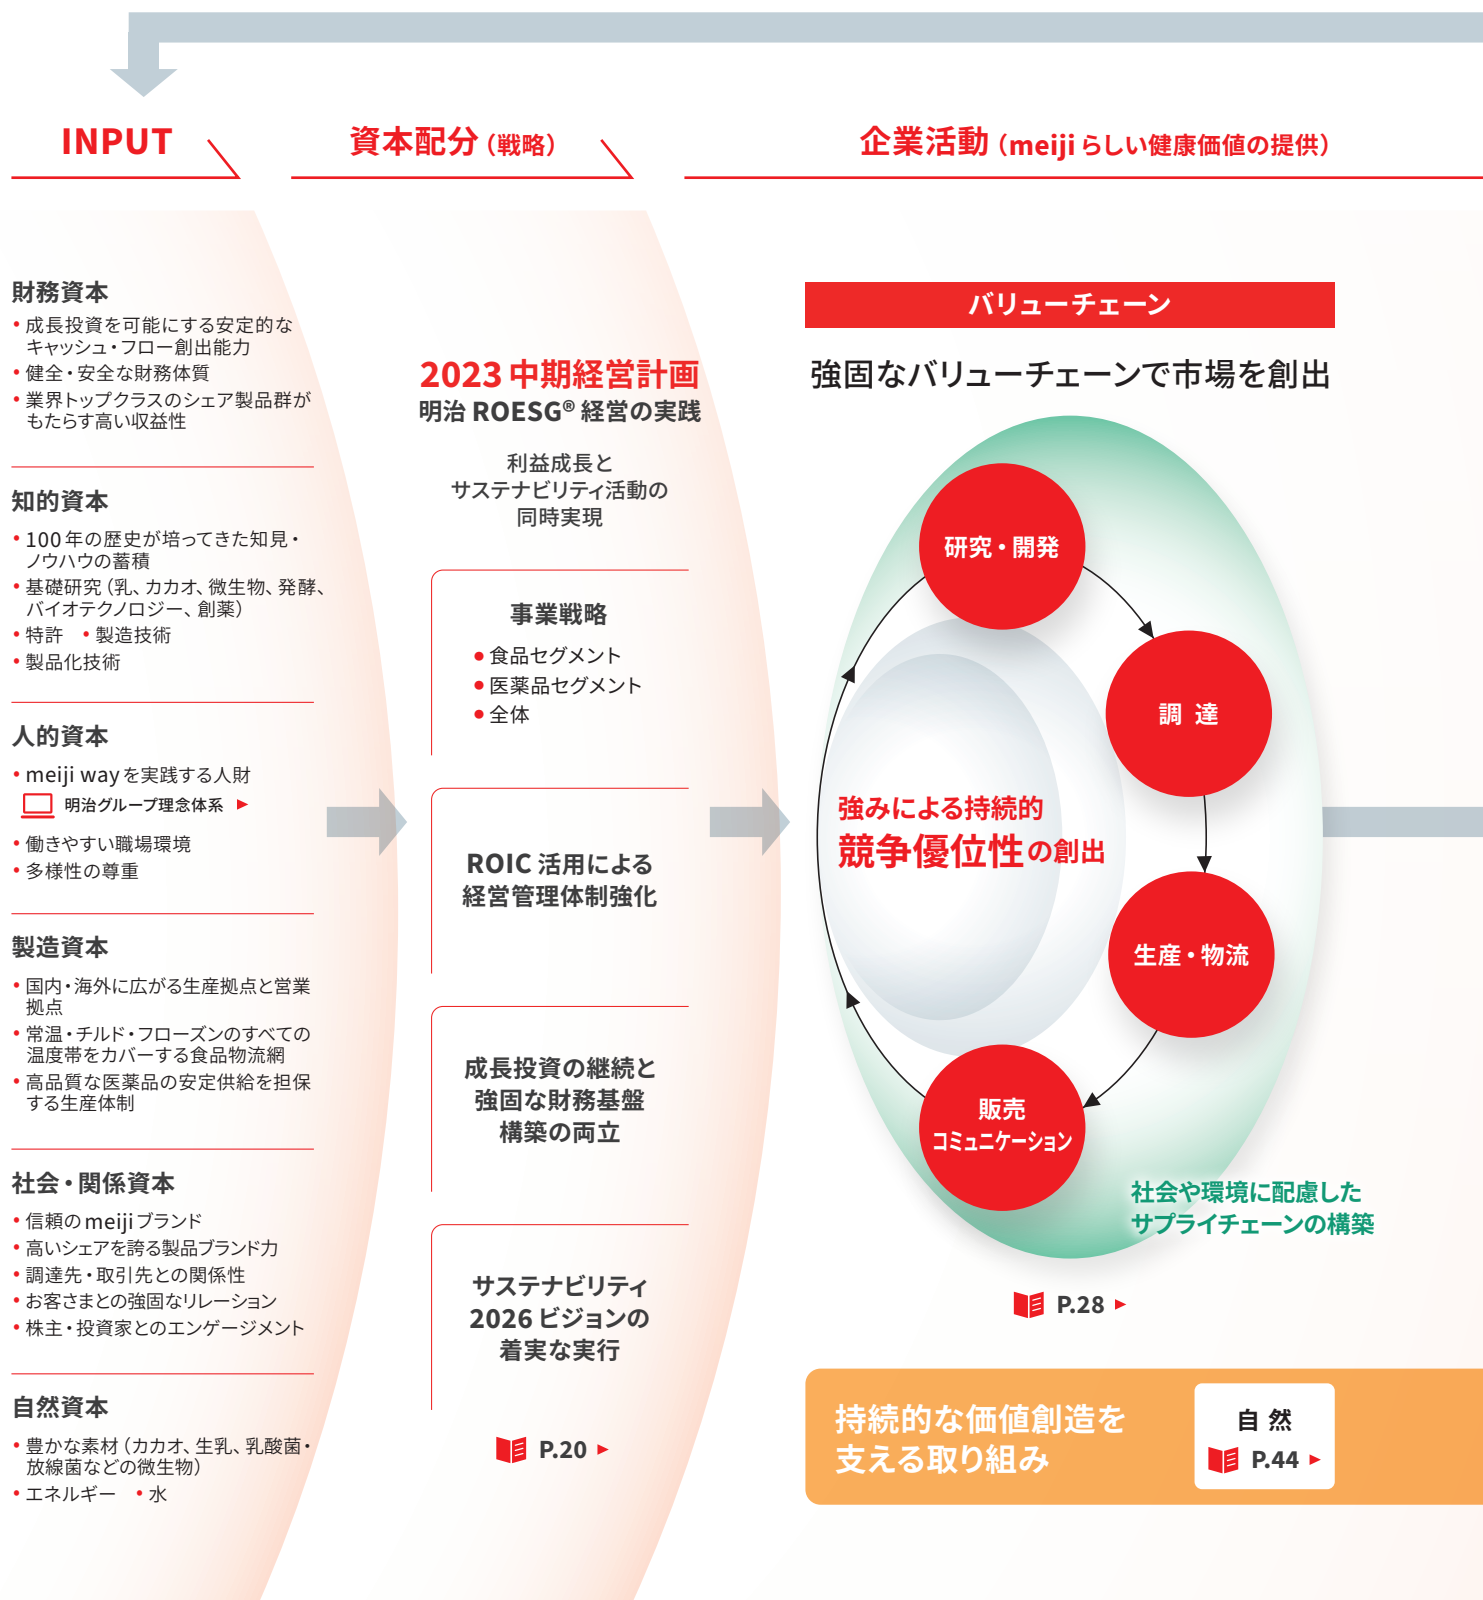 INPUT
資本配分（戦略）
企業活動（meijiらしい健康価値の提供）
財務資本
• 成長投資を可能にする安定的な
キャッシュ・フロー創出能力
• 健全・安全な財務体質
• 業界トップクラスのシェア製品群が
もたらす高い収益性
知的資本
• 100年の歴史が培ってきた知見・
ノウハウの蓄積
• 基礎研究（乳、カカオ、微生物、発酵、
バイオテクノロジー、創薬）
• 特許 • 製造技術
• 製品化技術
人的資本
• meiji wayを実践する人財
明治グループ理念体系
• 働きやすい職場環境
• 多様性の尊重
製造資本
• 国内・海外に広がる生産拠点と営業
拠点
• 常温・チルド・フローズンのすべての
温度帯をカバーする食品物流網
• 高品質な医薬品の安定供給を担保
する生産体制
社会・関係資本
• 信頼のmeijiブランド
• 高いシェアを誇る製品ブランド力
• 調達先・取引先との関係性
• お客さまとの強固なリレーション
• 株主・投資家とのエンゲージメント
自然資本
• 豊かな素材（カカオ、生乳、乳酸菌・
放線菌などの微生物）
• エネルギー • 水
2023 中期経営計画
明治 ROESG® 経営の実践
利益成長と
サステナビリティ活動の
同時実現
事業戦略
● 食品セグメント
● 医薬品セグメント
● 全体
ROIC 活用による
経営管理体制強化
成長投資の継続と
強固な財務基盤
構築の両立
サステナビリティ
2026 ビジョンの
着実な実行
P.20
バリューチェーン
強固なバリューチェーンで市場を創出
研究・開発
調 達
生産・物流
販売
コミュニケーション
強みによる持続的
競争優位性の創出
社会や環境に配慮した
サプライチェーンの構築
P.28
持続的な価値創造を
支える取り組み
自 然
P.44